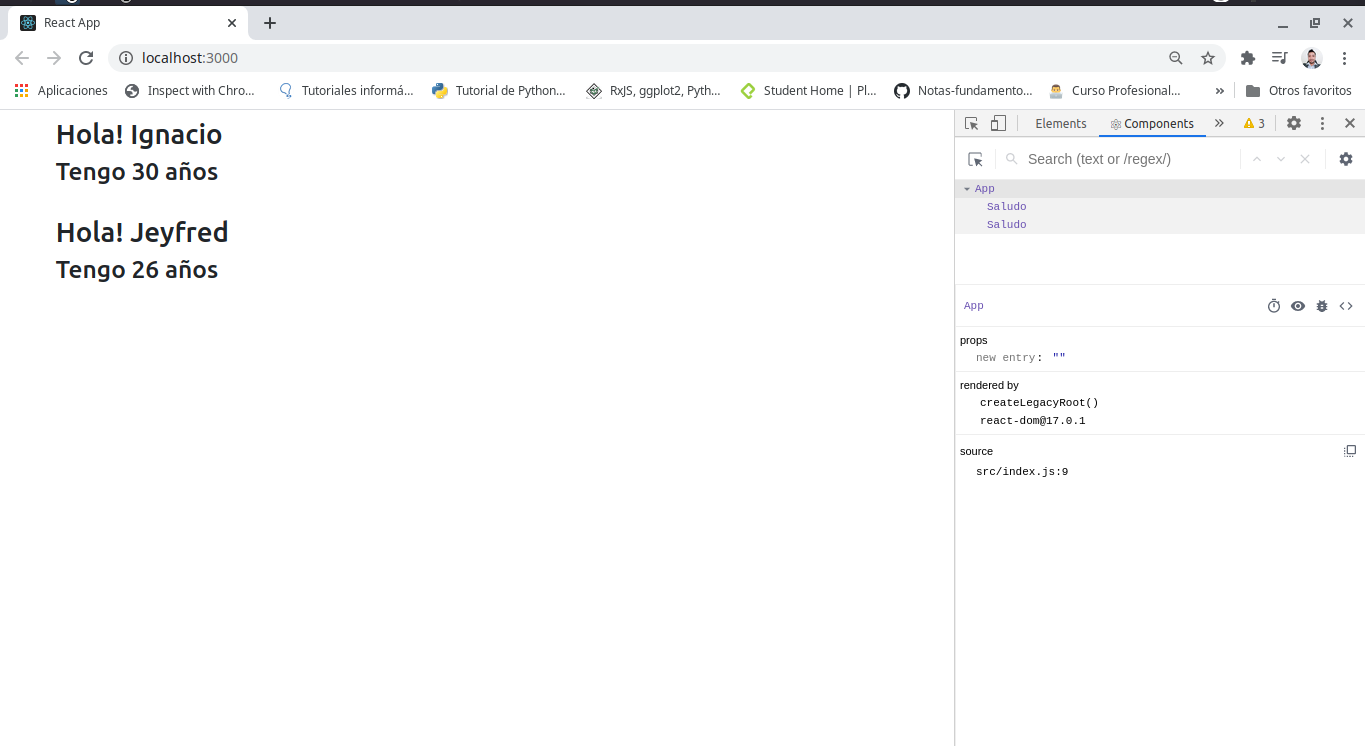 React App
localhost:3000
Aplicaciones Inspect with Chro... Tutoriales informá... Tutorial de Python... RxJS, ggplot2, Pyth... Student Home | Pl... Notas-fundamento... Curso Profesional... » Otros favoritos
Hola! Ignacio
Tengo 30 años
Hola! Jeyfred
Tengo 26 años
Elements Components » 3
Search (text or /regex/)
App
Saludo
Saludo
App
props
new entry: ""
rendered by
createLegacyRoot()
react-dom@17.0.1
source
src/index.js:9